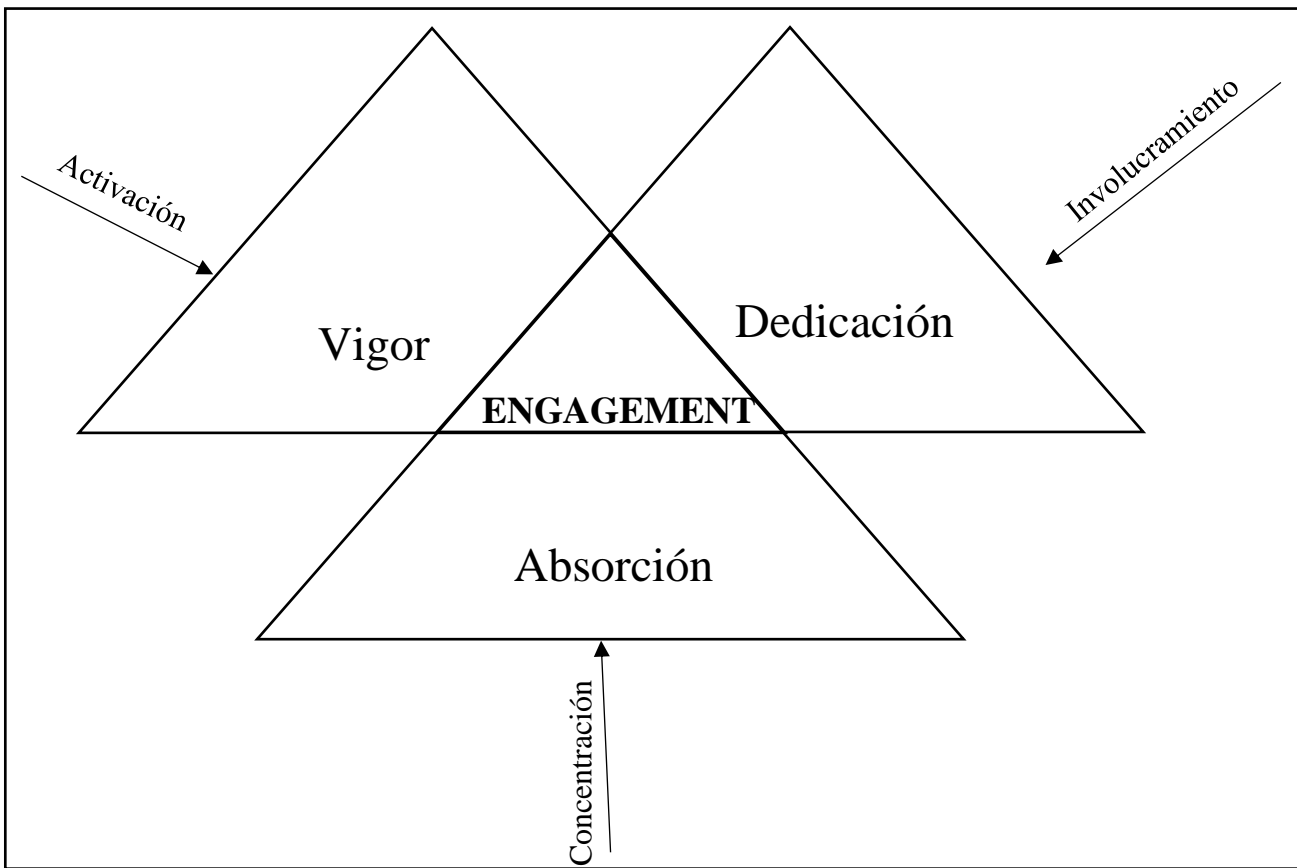 Activación
Involucramiento
Vigor
Dedicación
ENGAGEMENT
Absorción
Concentración